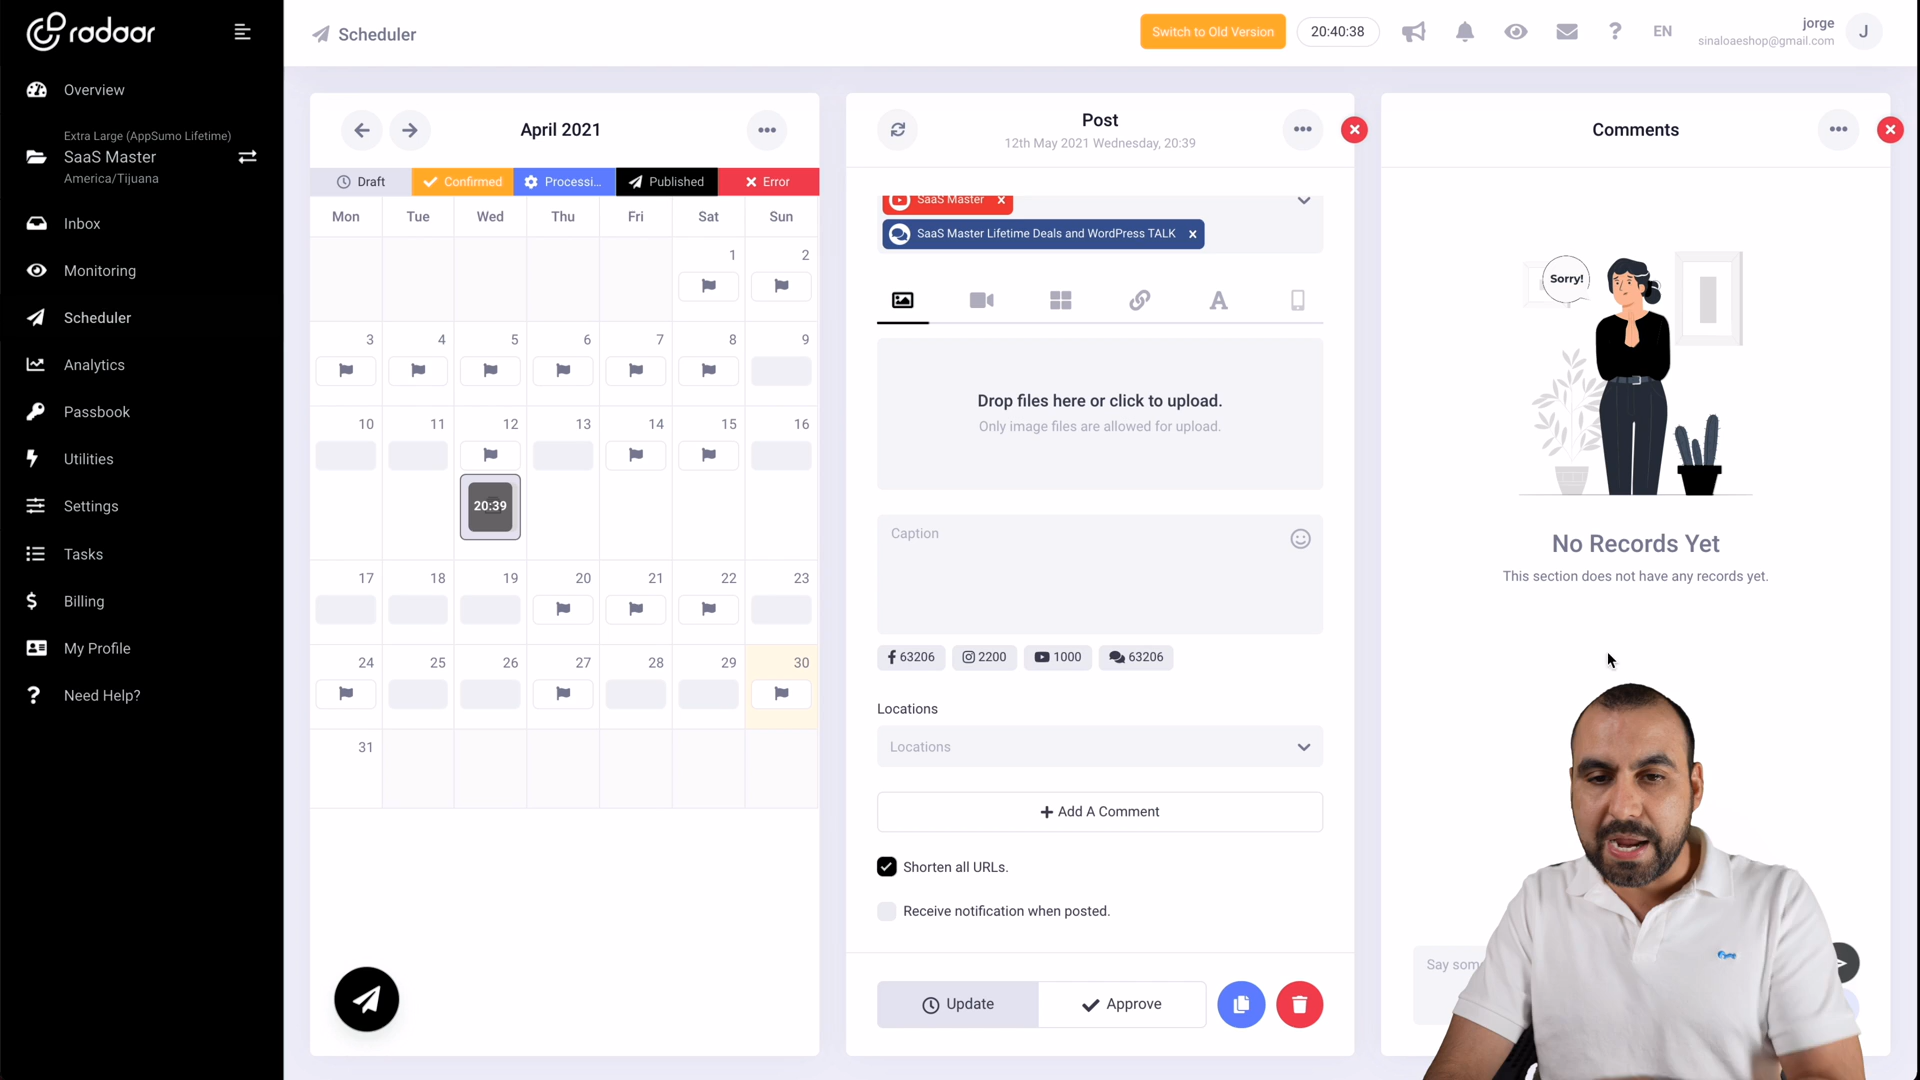 radaar
Scheduler
Switch to Old Version
20:40:38
EN
jorge
sinaloaeshop@gmail.com
J
Overview
Extra Large (AppSumo Lifetime)
SaaS Master
America/Tijuana
Inbox
Monitoring
Scheduler
Analytics
Passbook
Utilities
Settings
Tasks
Billing
My Profile
Need Help?
April 2021
Draft
Confirmed
Processi...
Published
Error
Mon Tue Wed Thu Fri Sat Sun
1 2
3 4 5 6 7 8 9
10 11 12 13 14 15 16
20:39
17 18 19 20 21 22 23
24 25 26 27 28 29 30
31
Post
12th May 2021 Wednesday, 20:39
SaaS Master
SaaS Master Lifetime Deals and WordPress TALK
Drop files here or click to upload.
Only image files are allowed for upload.
Caption
63206 2200 1000 63206
Locations
Locations
Add A Comment
Shorten all URLs.
Receive notification when posted.
Update
Approve
Comments
Sorry!
No Records Yet
This section does not have any records yet.
Say som